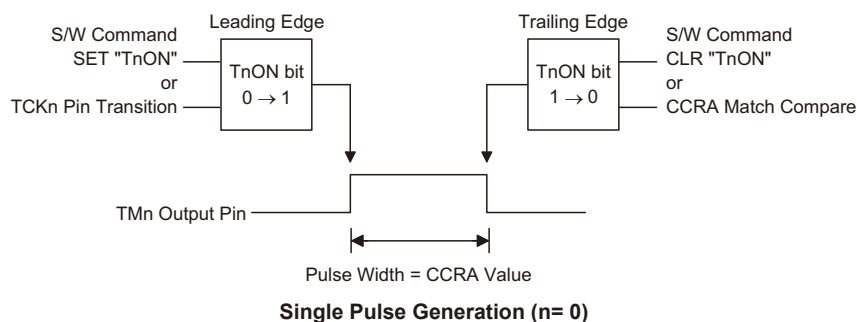 Leading Edge
S/W Command
SET "TnON"
or
TCKn Pin Transition
TnON bit
0 → 1
Trailing Edge
TnON bit
1 → 0
S/W Command
CLR "TnON"
or
CCRA Match Compare
TMn Output Pin
Pulse Width = CCRA Value
Single Pulse Generation (n= 0)